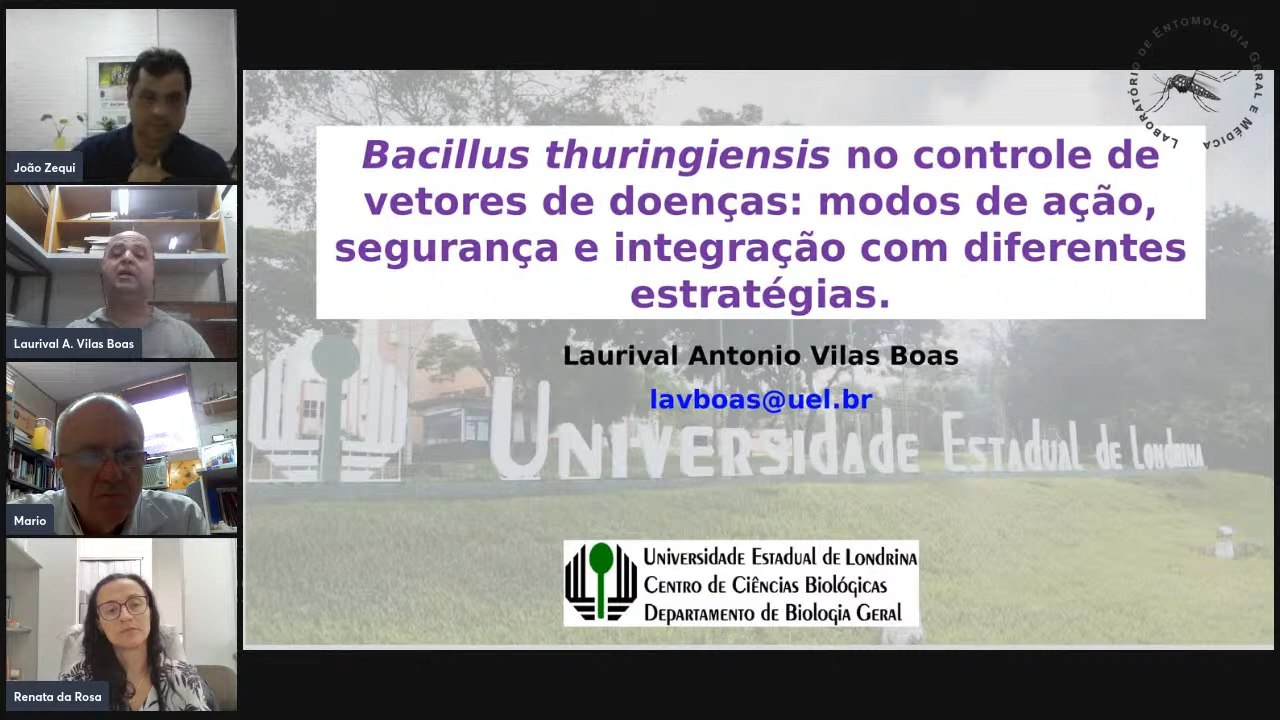 João Zequi
Laurival A. Vilas Boas
Mario
Renata da Rosa
Laboratório de Entomologia Geral e Médica
Bacillus thuringiensis no controle de
vetores de doenças: modos de ação,
segurança e integração com diferentes
estratégias.
Laurival Antonio Vilas Boas
lavboas@uel.br
Universidade Estadual de Londrina
Universidade Estadual de Londrina
Centro de Ciências Biológicas
Departamento de Biologia Geral